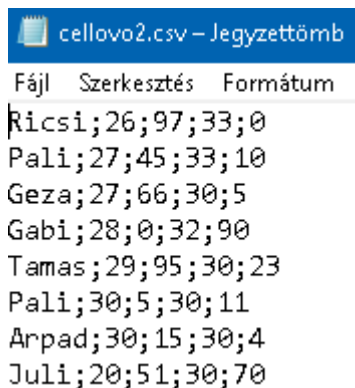 cellovo2.csv – Jegyzettömb
Fájl Szerkesztés Formátum
Ricsi;26;97;33;0
Pali;27;45;33;10
Geza;27;66;30;5
Gabi;28;0;32;90
Tamas;29;95;30;23
Pali;30;5;30;11
Arpad;30;15;30;4
Juli;20;51;30;70